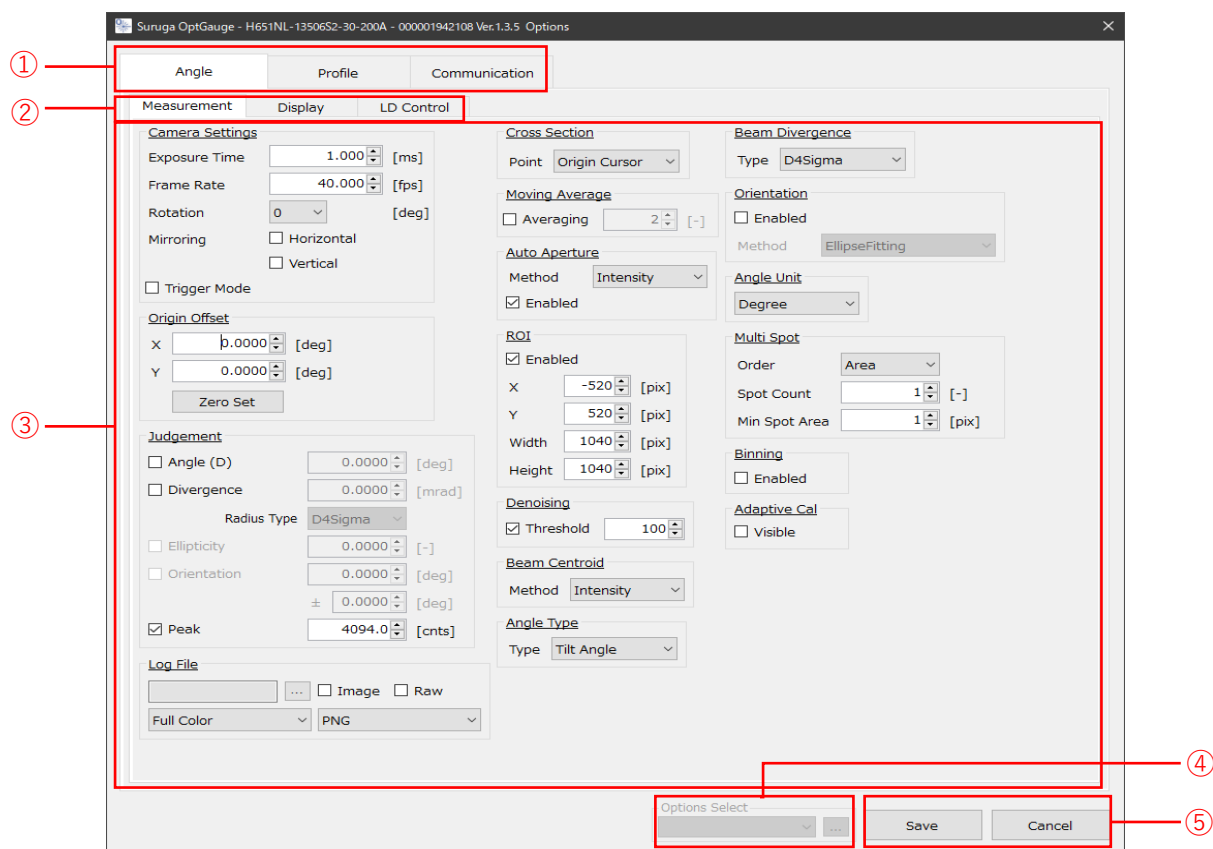 Suruga OptGauge - H651NL-13506S2-30-200A - 000001942108 Ver.1.3.5 Options
①
Angle Profile Communication
②
Measurement Display LD Control
③
Camera Settings
Exposure Time 1.000 [ms]
Frame Rate 40.000 [fps]
Rotation 0 [deg]
Mirroring Horizontal
Vertical
Trigger Mode
Origin Offset
X 0.0000 [deg]
Y 0.0000 [deg]
Zero Set
Judgement
Angle (D) 0.0000 [deg]
Divergence 0.0000 [mrad]
Radius Type D4Sigma
Ellipticity 0.0000 [-]
Orientation 0.0000 [deg]
± 0.0000 [deg]
Peak 4094.0 [cnts]
Log File
... Image Raw
Full Color PNG
Cross Section
Point Origin Cursor
Moving Average
Averaging 2 [-]
Auto Aperture
Method Intensity
Enabled
ROI
Enabled
X -520 [pix]
Y 520 [pix]
Width 1040 [pix]
Height 1040 [pix]
Denoising
Threshold 100
Beam Centroid
Method Intensity
Angle Type
Type Tilt Angle
Beam Divergence
Type D4Sigma
Orientation
Enabled
Method EllipseFitting
Angle Unit
Degree
Multi Spot
Order Area
Spot Count 1 [-]
Min Spot Area 1 [pix]
Binning
Enabled
Adaptive Cal
Visible
④
Options Select
...
Save Cancel
⑤